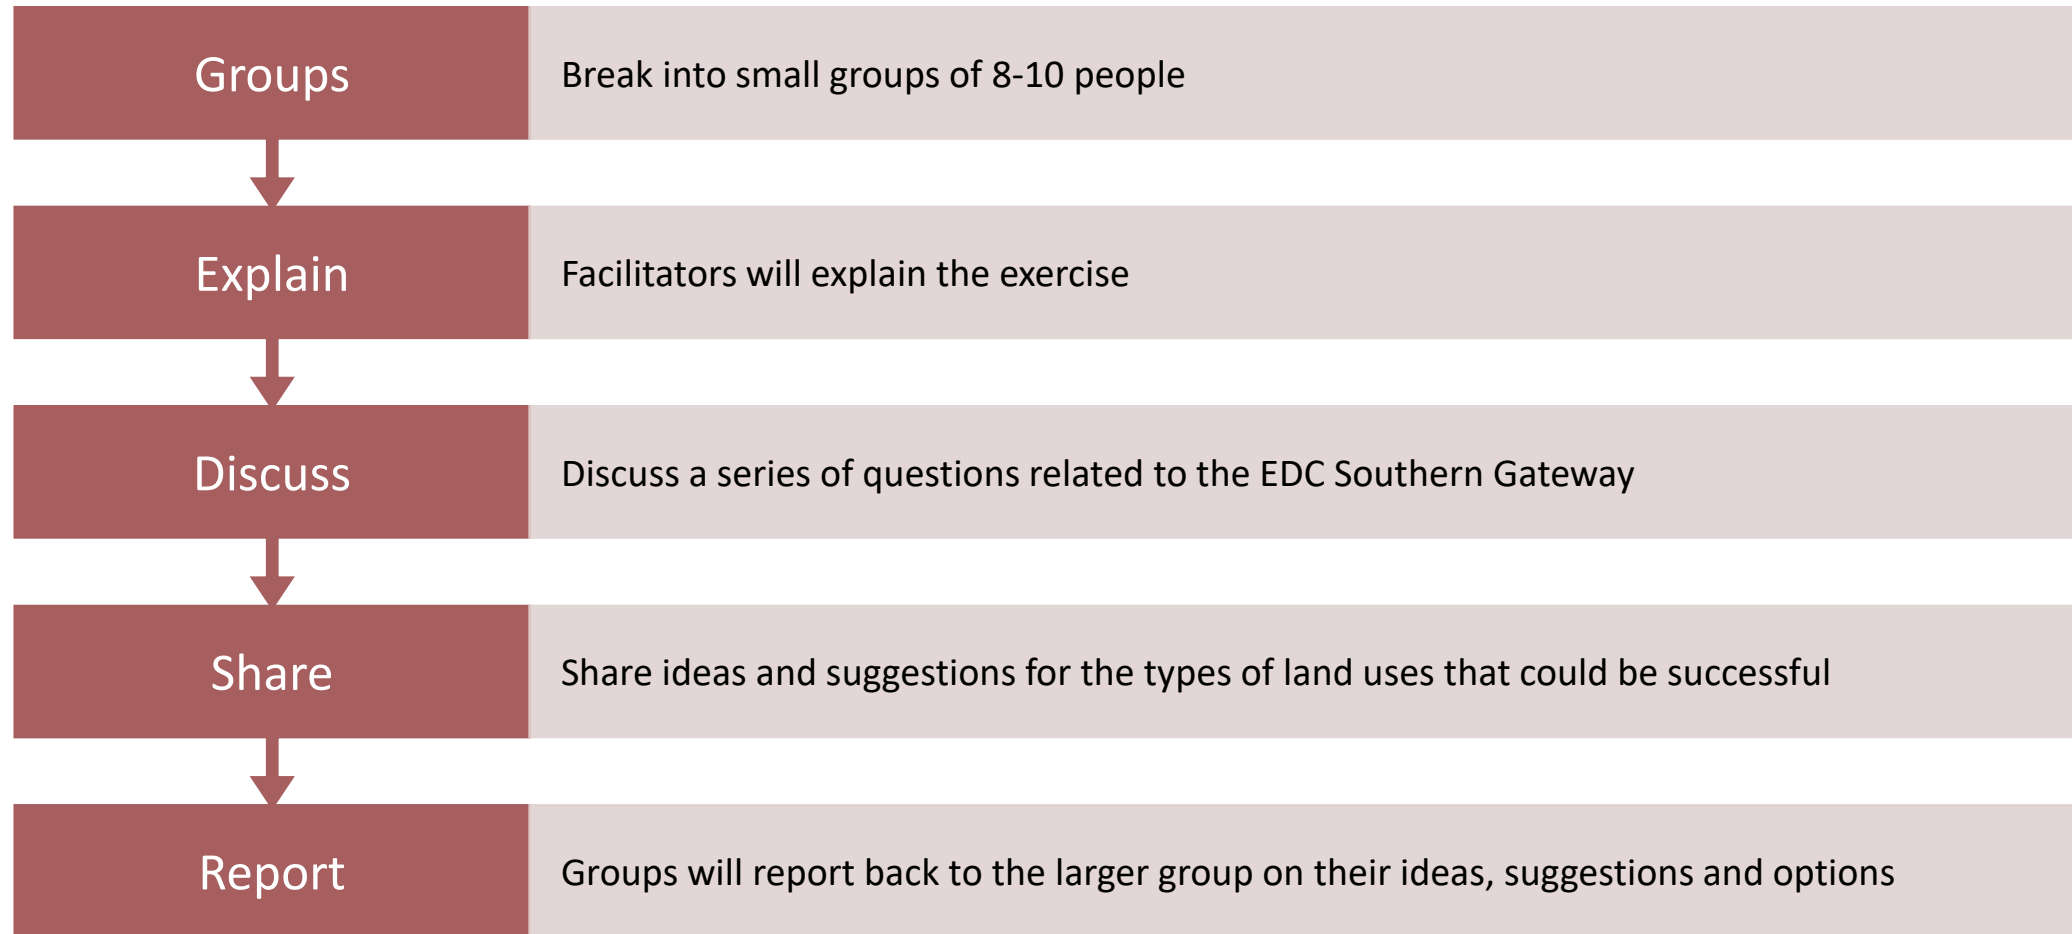 Groups
Break into small groups of 8-10 people
Explain
Facilitators will explain the exercise
Discuss
Discuss a series of questions related to the EDC Southern Gateway
Share
Share ideas and suggestions for the types of land uses that could be successful
Report
Groups will report back to the larger group on their ideas, suggestions and options